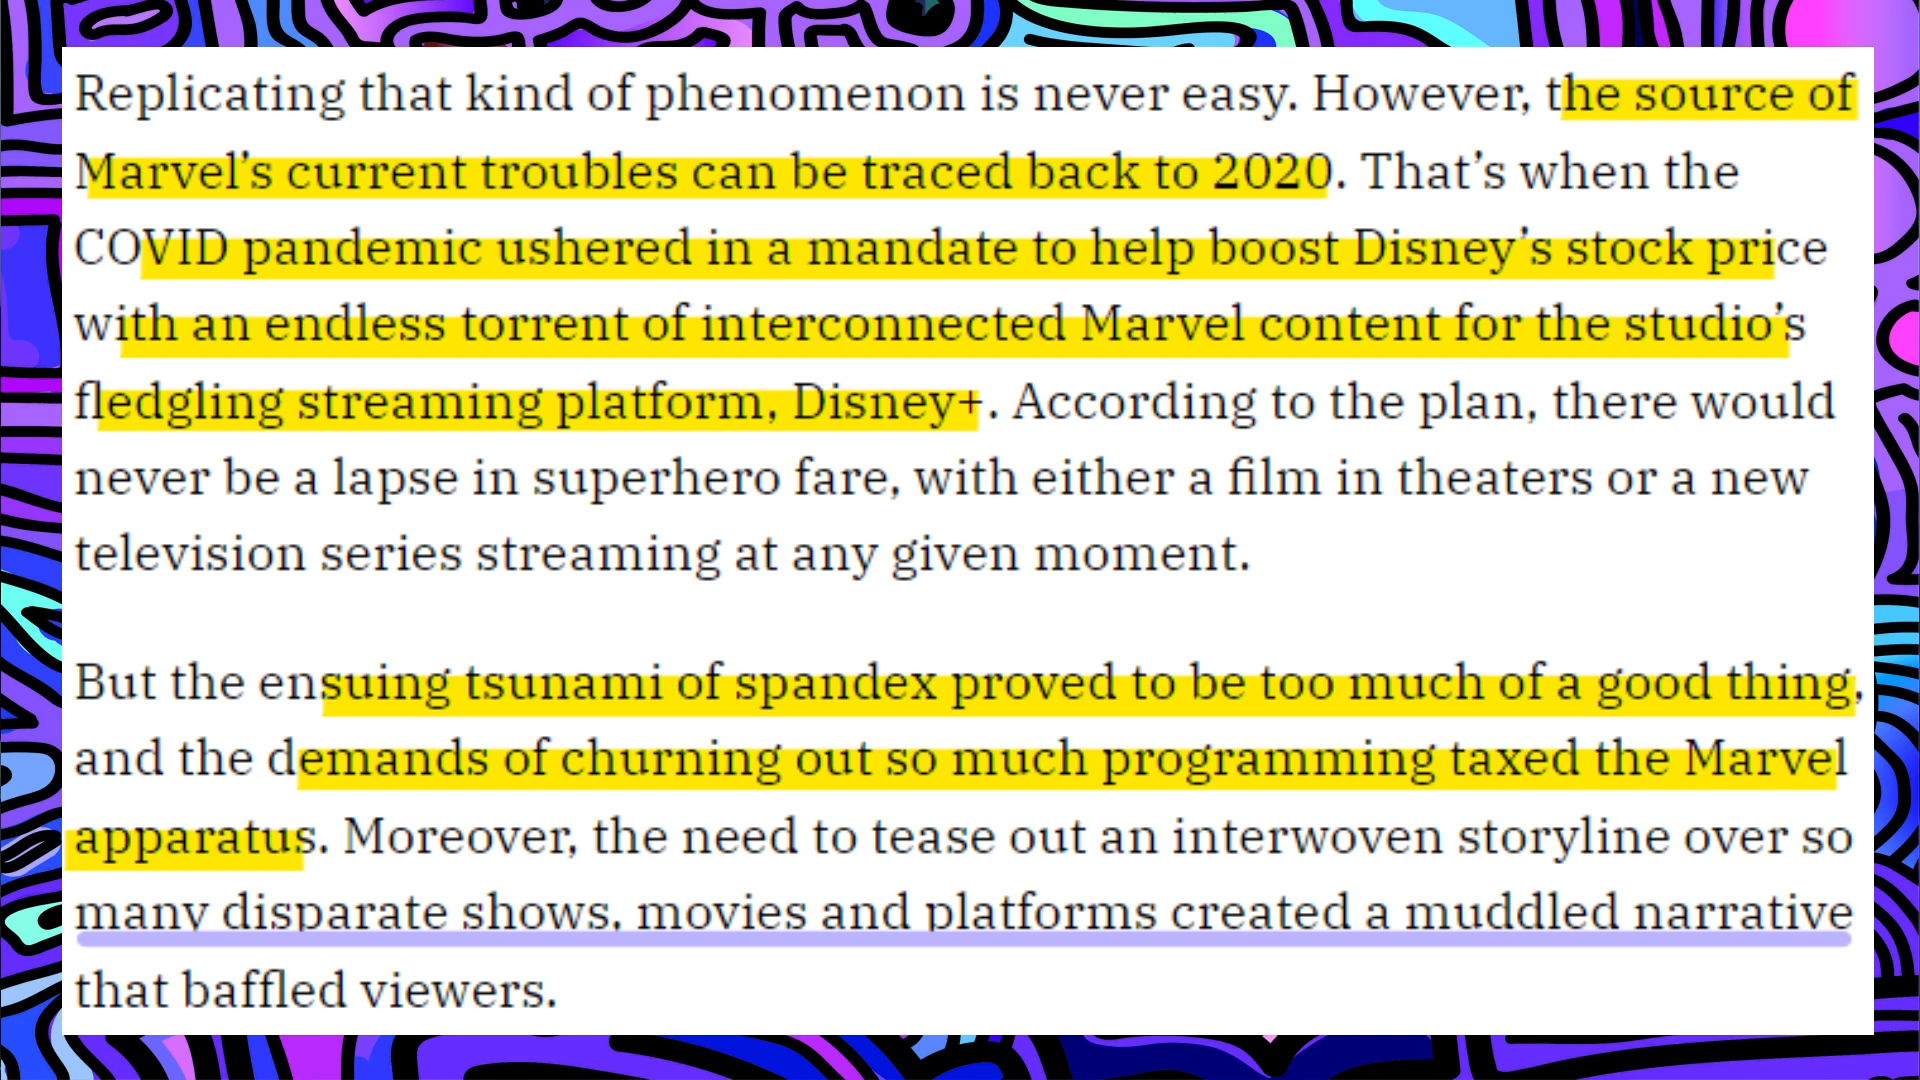 Replicating that kind of phenomenon is never easy. However, the source of
Marvel’s current troubles can be traced back to 2020. That’s when the
COVID pandemic ushered in a mandate to help boost Disney’s stock price
with an endless torrent of interconnected Marvel content for the studio’s
fledgling streaming platform, Disney+. According to the plan, there would
never be a lapse in superhero fare, with either a film in theaters or a new
television series streaming at any given moment.
But the ensuing tsunami of spandex proved to be too much of a good thing,
and the demands of churning out so much programming taxed the Marvel
apparatus. Moreover, the need to tease out an interwoven storyline over so
many disparate shows, movies and platforms created a muddled narrative
that baffled viewers.